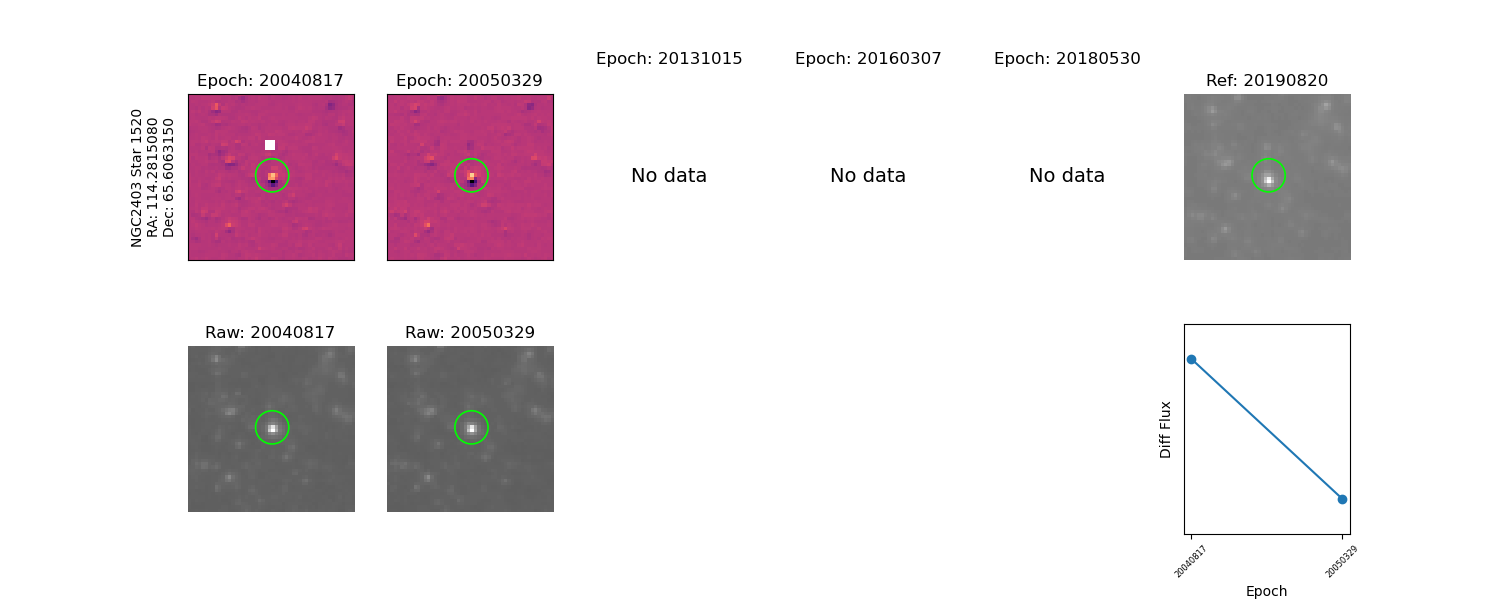 Epoch: 20040817
Epoch: 20050329
Epoch: 20131015
Epoch: 20160307
Epoch: 20180530
Ref: 20190820
NGC2403 Star 1520
RA: 114.2815080
Dec: 65.6063150
No data
No data
No data
Raw: 20040817
Raw: 20050329
Diff Flux
20040817
20050329
Epoch